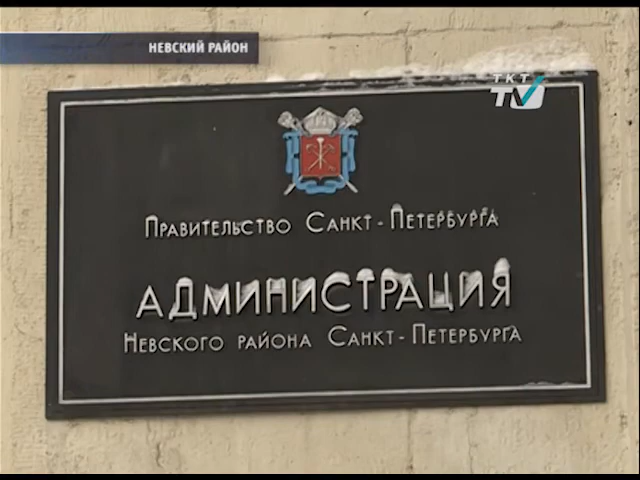 НЕВСКИЙ РАЙОН
ТКТ
TV
Правительство Санкт-Петербурга
АДМИНИСТРАЦИЯ
Невского района Санкт-Петербурга